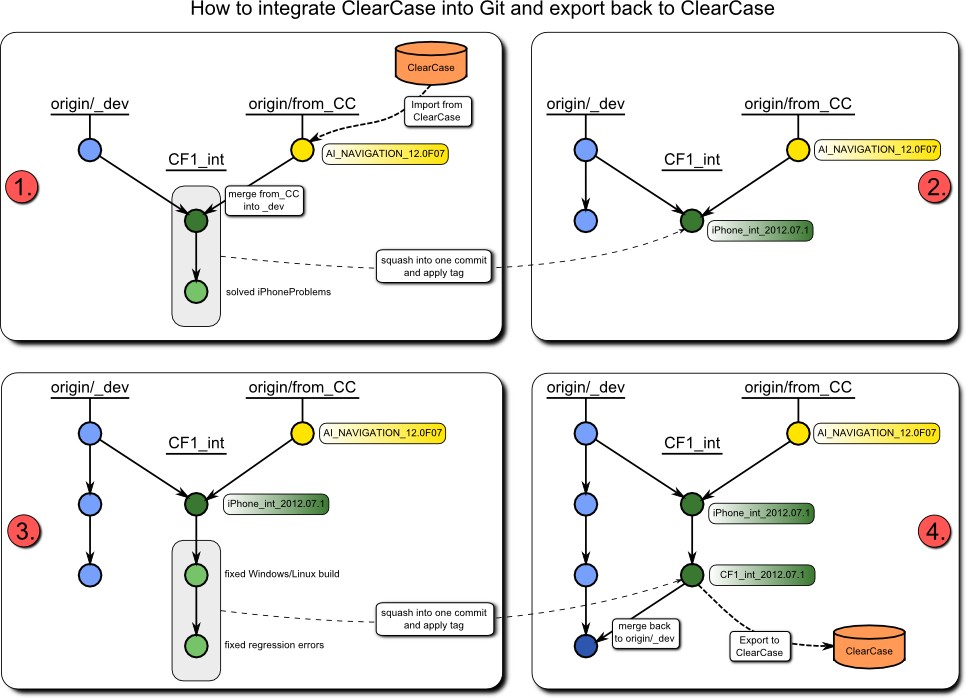 How to integrate ClearCase into Git and export back to ClearCase
1.
origin/_dev
origin/from_CC
ClearCase
Import from
ClearCase
AI_NAVIGATION_12.0F07
CF1_int
merge from_CC
into _dev
solved iPhoneProblems
squash into one commit
and apply tag
2.
origin/_dev
origin/from_CC
AI_NAVIGATION_12.0F07
CF1_int
iPhone_int_2012.07.1
3.
origin/_dev
origin/from_CC
AI_NAVIGATION_12.0F07
CF1_int
iPhone_int_2012.07.1
fixed Windows/Linux build
fixed regression errors
squash into one commit
and apply tag
4.
origin/_dev
origin/from_CC
AI_NAVIGATION_12.0F07
CF1_int
iPhone_int_2012.07.1
CF1_int_2012.07.1
merge back
to origin/_dev
Export to
ClearCase
ClearCase